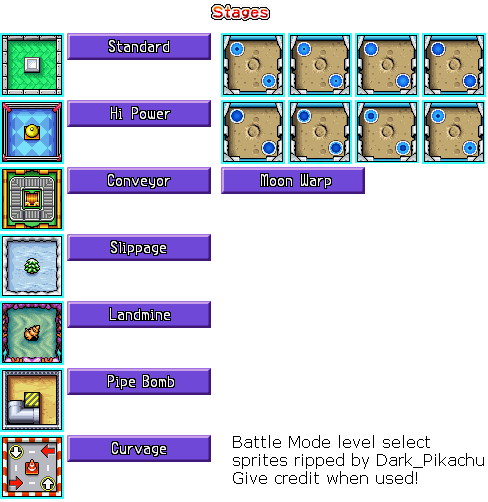 Stages
Standard
Hi Power
Conveyor
Moon Warp
Slippage
Landmine
Pipe Bomb
Curvage
Battle Mode level select
sprites ripped by Dark_Pikachu
Give credit when used!